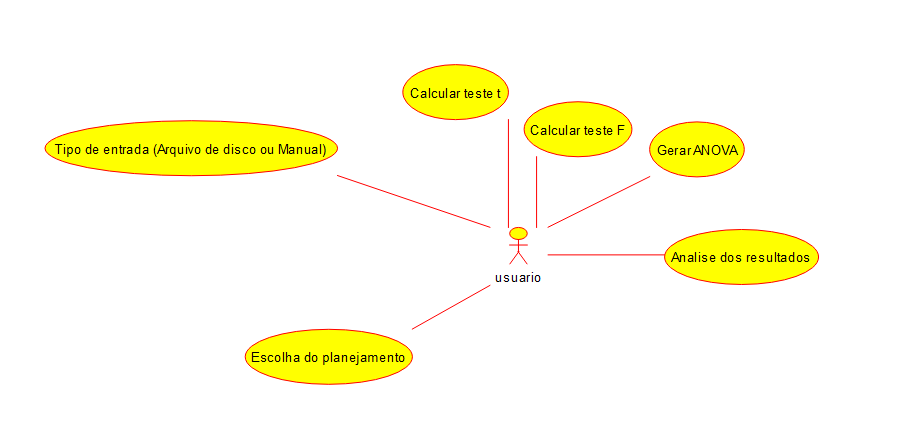 Calcular teste t
Calcular teste F
Tipo de entrada (Arquivo de disco ou Manual)
Gerar ANOVA
Analise dos resultados
usuario
Escolha do planejamento